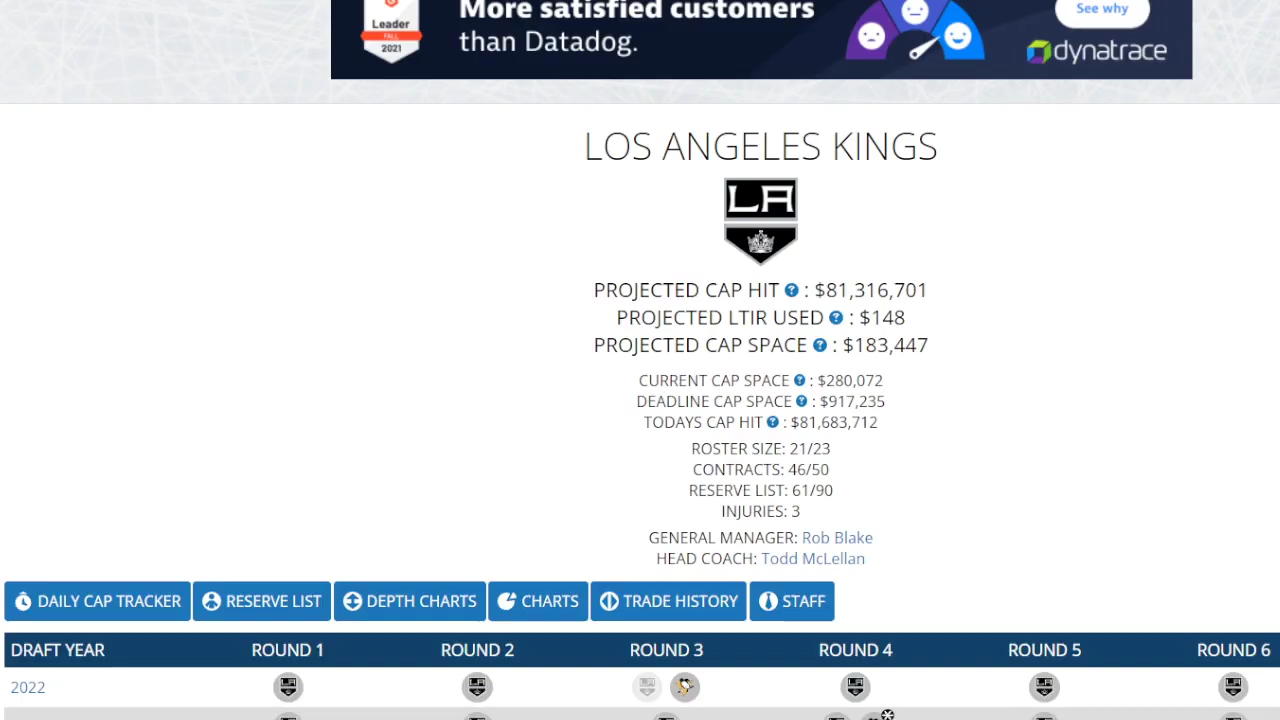 Leader
FALL
2021
More satisfied customers
than Datadog.
See why
dynatrace
LOS ANGELES KINGS
LA
PROJECTED CAP HIT ? : $81,316,701
PROJECTED LTIR USED ? : $148
PROJECTED CAP SPACE ? : $183,447
CURRENT CAP SPACE ? : $280,072
DEADLINE CAP SPACE ? : $917,235
TODAYS CAP HIT ? : $81,683,712
ROSTER SIZE: 21/23
CONTRACTS: 46/50
RESERVE LIST: 61/90
INJURIES: 3
GENERAL MANAGER: Rob Blake
HEAD COACH: Todd McLellan
DAILY CAP TRACKER RESERVE LIST DEPTH CHARTS CHARTS TRADE HISTORY STAFF
DRAFT YEAR ROUND 1 ROUND 2 ROUND 3 ROUND 4 ROUND 5 ROUND 6
2022